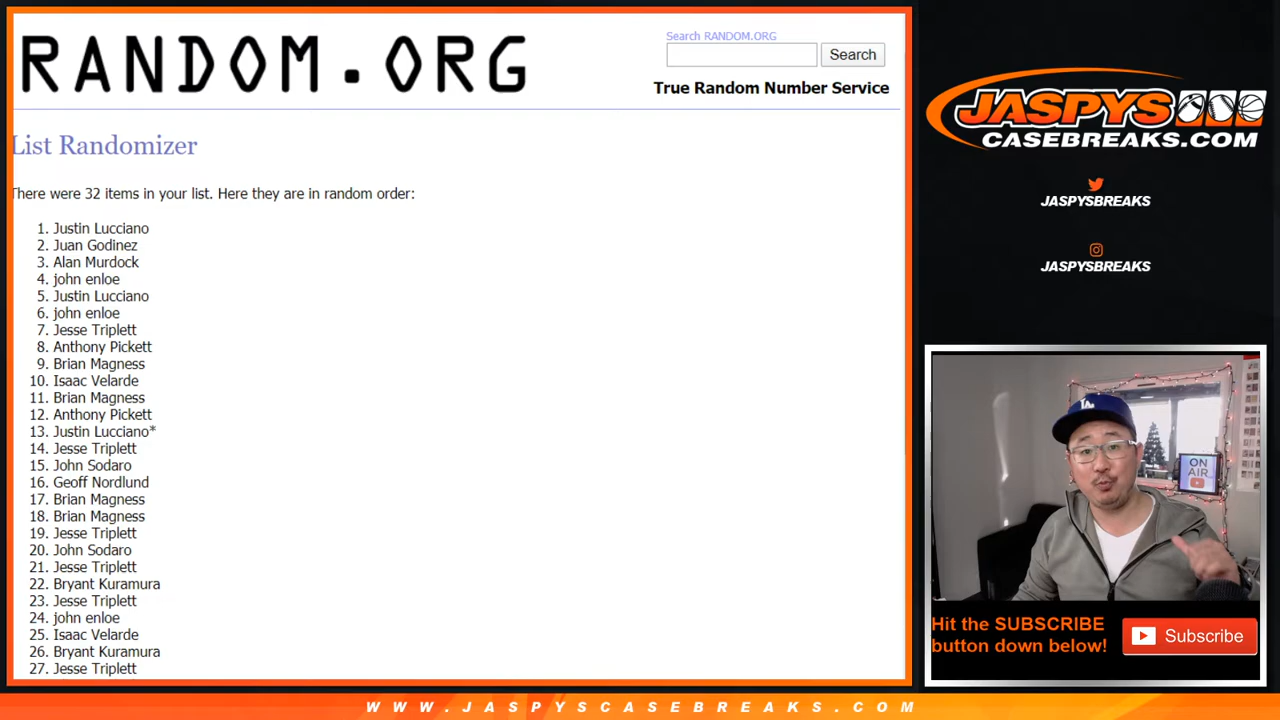 RANDOM.ORG
Search RANDOM.ORG
Search
True Random Number Service
List Randomizer
There were 32 items in your list. Here they are in random order:
1. Justin Lucciano
2. Juan Godinez
3. Alan Murdock
4. john enloe
5. Justin Lucciano
6. john enloe
7. Jesse Triplett
8. Anthony Pickett
9. Brian Magness
10. Isaac Velarde
11. Brian Magness
12. Anthony Pickett
13. Justin Lucciano*
14. Jesse Triplett
15. John Sodaro
16. Geoff Nordlund
17. Brian Magness
18. Brian Magness
19. Jesse Triplett
20. John Sodaro
21. Jesse Triplett
22. Bryant Kuramura
23. Jesse Triplett
24. john enloe
25. Isaac Velarde
26. Bryant Kuramura
27. Jesse Triplett
JASPYS
CASEBREAKS.COM
JASPYSBREAKS
JASPYSBREAKS
LA
ON
AIR
Hit the SUBSCRIBE
button down below!
Subscribe
WWW.JASPYSCASEBREAKS.COM